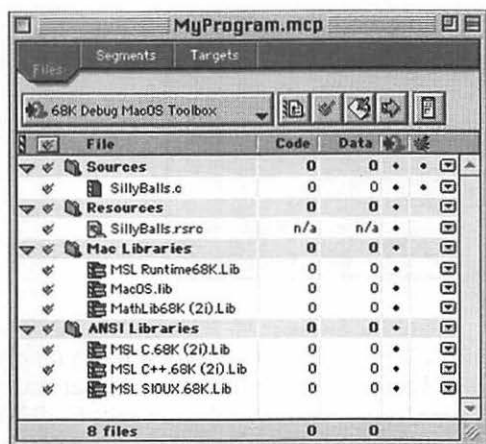 MyProgram.mcp
Files Segments Targets
68K Debug MacOS Toolbox
File Code Data
Sources 0 0
SillyBalls.c 0 0
Resources 0 0
SillyBalls.rsrc n/a n/a
Mac Libraries 0 0
MSL Runtime68K.Lib 0 0
MacOS.lib 0 0
MathLib68K (2i).Lib 0 0
ANSI Libraries 0 0
MSL C.68K (2i).Lib 0 0
MSL C++.68K (2i).Lib 0 0
MSL SIOUX.68K.Lib 0 0
8 files 0 0